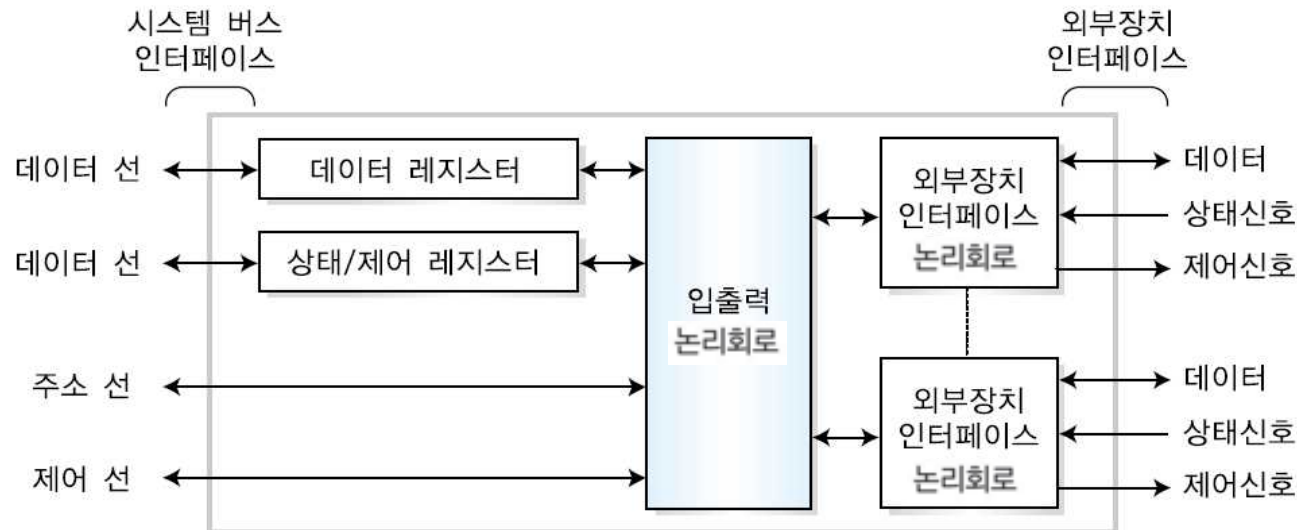 시스템 버스
인터페이스
외부장치
인터페이스
데이터 선
데이터 레지스터
데이터 선
상태/제어 레지스터
주소 선
제어 선
입출력
논리회로
외부장치
인터페이스
논리회로
데이터
상태신호
제어신호
외부장치
인터페이스
논리회로
데이터
상태신호
제어신호